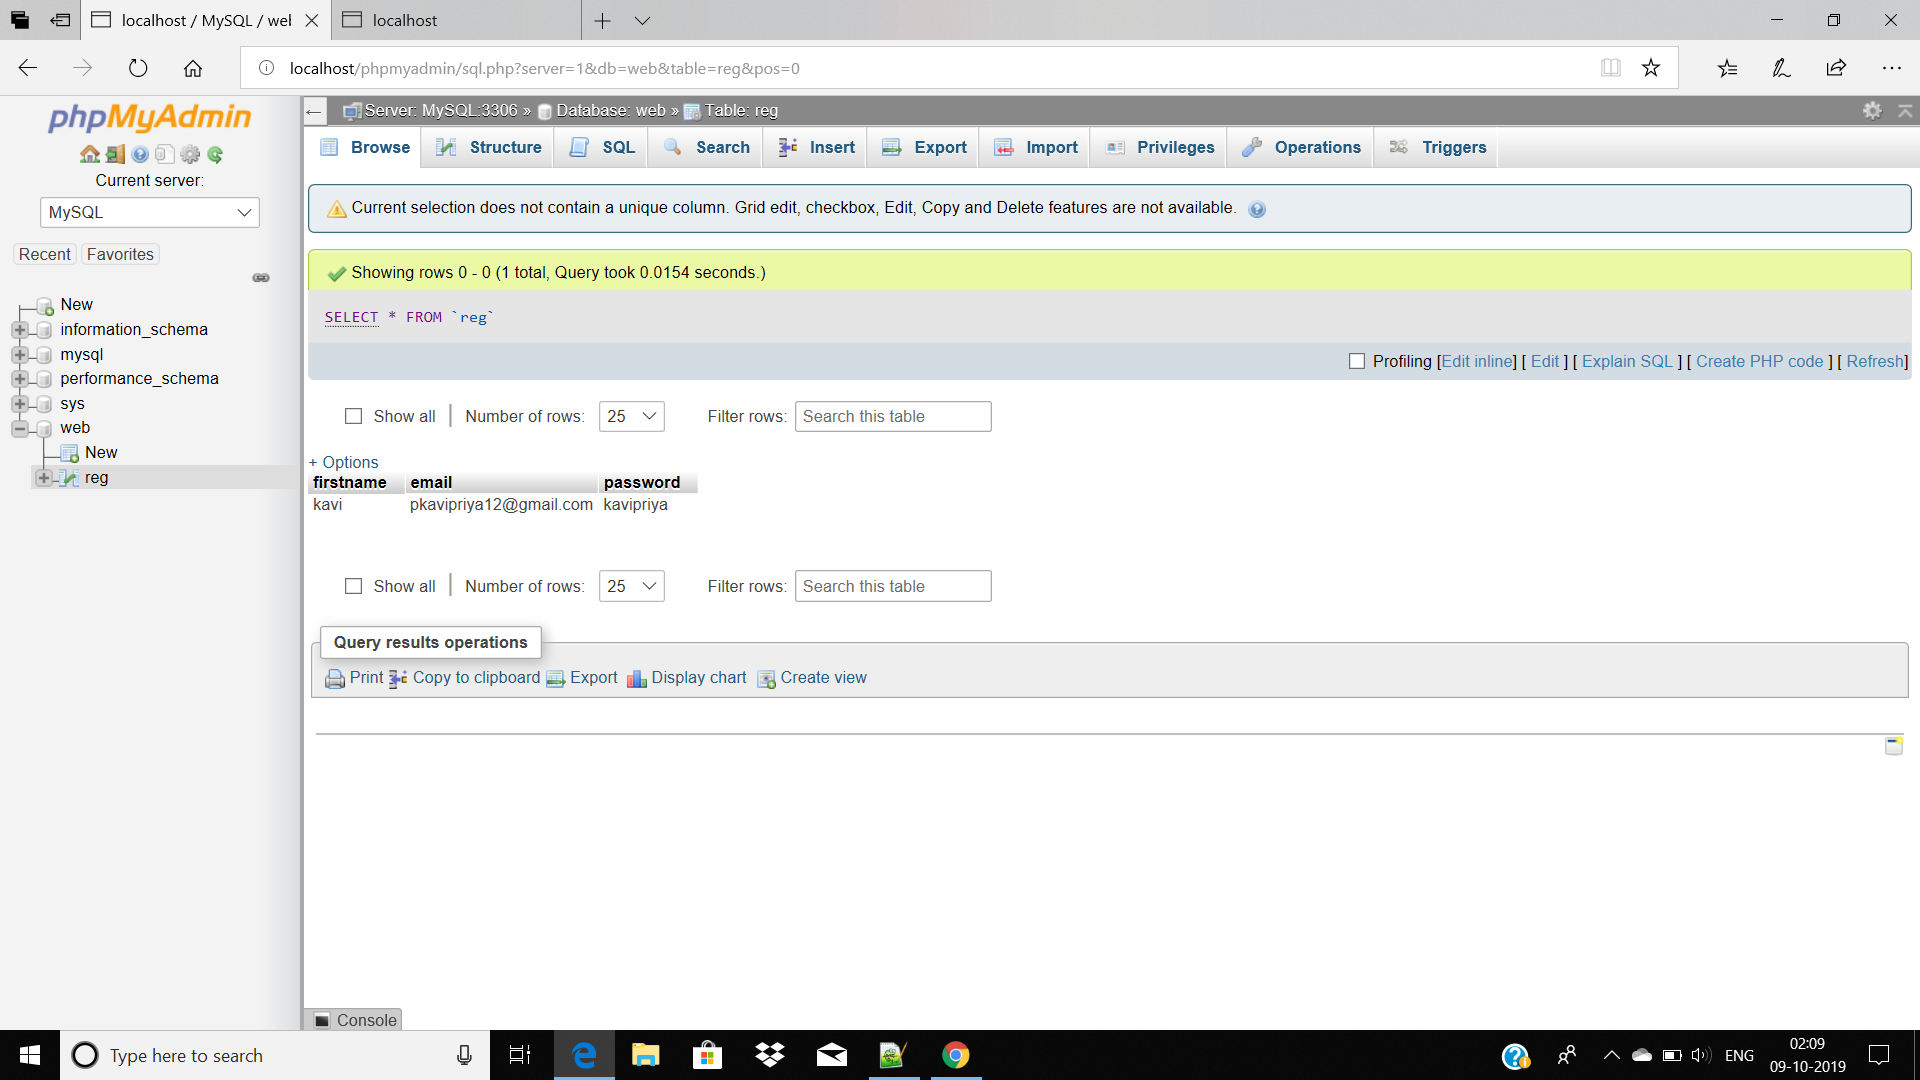 localhost / MySQL / wel
localhost
localhost/phpmyadmin/sql.php?server=1&db=web&table=reg&pos=0
phpMyAdmin
Current server:
MySQL
Recent
Favorites
New
information_schema
mysql
performance_schema
sys
web
New
reg
Server: MySQL:3306 » Database: web » Table: reg
Browse Structure SQL Search Insert Export Import Privileges Operations Triggers
Current selection does not contain a unique column. Grid edit, checkbox, Edit, Copy and Delete features are not available.
Showing rows 0 - 0 (1 total, Query took 0.0154 seconds.)
SELECT * FROM `reg`
Profiling [Edit inline] [ Edit ] [ Explain SQL ] [ Create PHP code ] [ Refresh]
Show all | Number of rows: 25 Filter rows: Search this table
+ Options
firstname email password
kavi pkavipriya12@gmail.com kavipriya
Show all | Number of rows: 25 Filter rows: Search this table
Query results operations
Print Copy to clipboard Export Display chart Create view
Console
Type here to search
ENG
02:09
09-10-2019